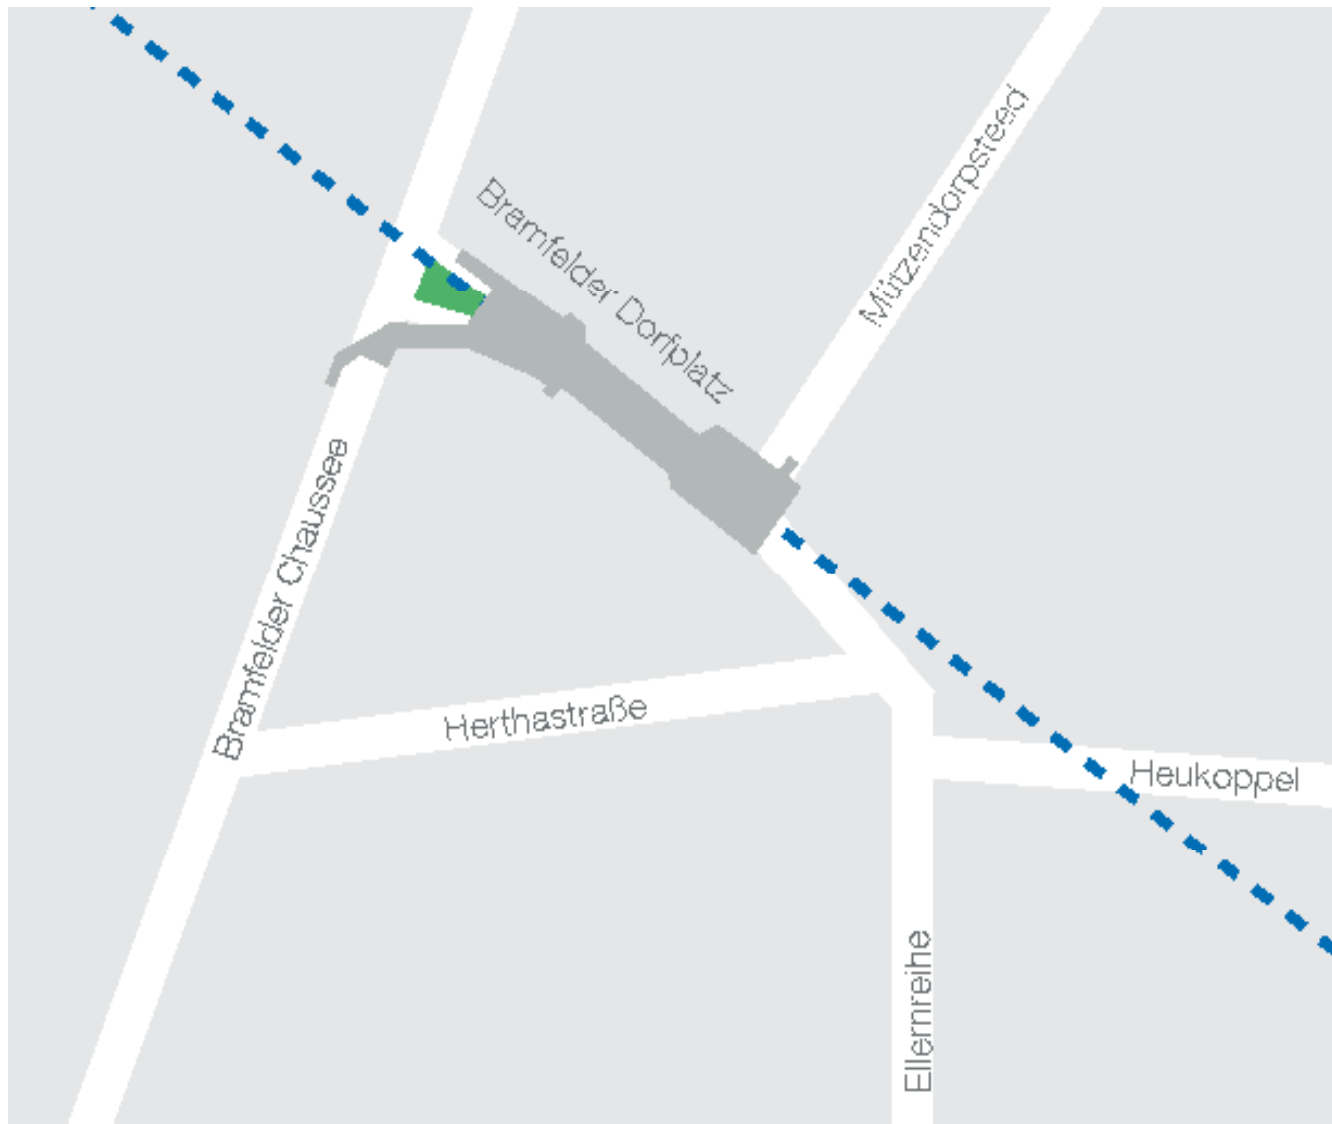 Bramfelder Dorfplatz
Mützendorpsteed
Bramfelder Chaussee
Herthastraße
Heukoppel
Ellernreihe